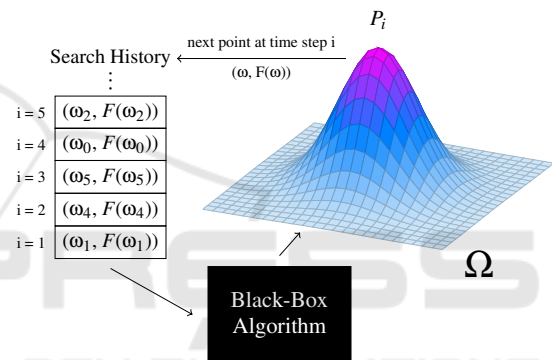 P_i
next point at time step i
(ω, F(ω))
Search History
⋮
i = 5 (ω₂, F(ω₂))
i = 4 (ω₀, F(ω₀))
i = 3 (ω₅, F(ω₅))
i = 2 (ω₄, F(ω₄))
i = 1 (ω₁, F(ω₁))
Ω
Black-Box
Algorithm